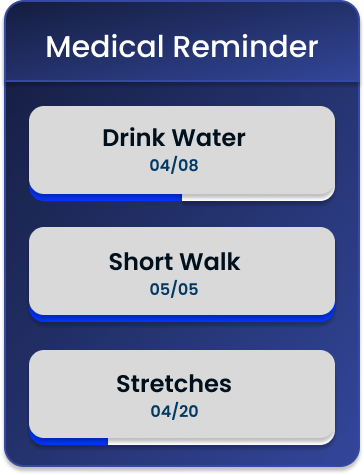 Medical Reminder
Drink Water
04/08
Short Walk
05/05
Stretches
04/20